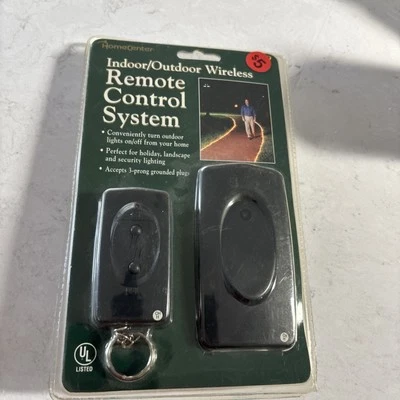 HomeCenter
$5
Indoor/Outdoor Wireless
Remote
Control
System
• Conveniently turn outdoor
lights on/off from your home
• Perfect for holiday, landscape
and security lighting
• Accepts 3-prong grounded plugs
UL
LISTED